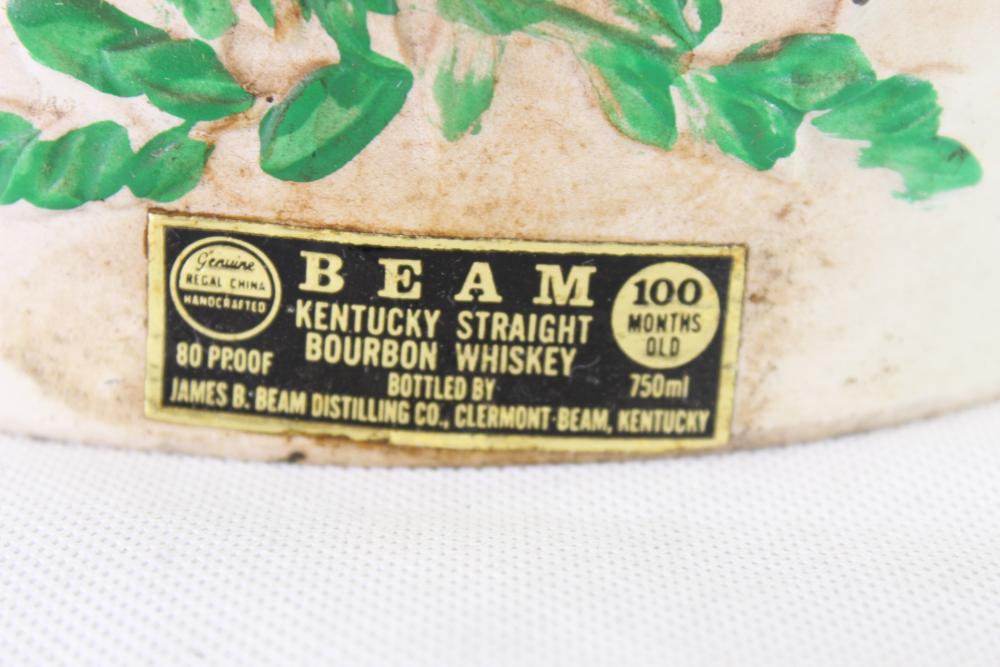 Genuine
REGAL CHINA
HANDCRAFTED
80 PROOF
BEAM
KENTUCKY STRAIGHT
BOURBON WHISKEY
100
MONTHS
OLD
750ml
BOTTLED BY
JAMES B. BEAM DISTILLING CO., CLERMONT·BEAM, KENTUCKY